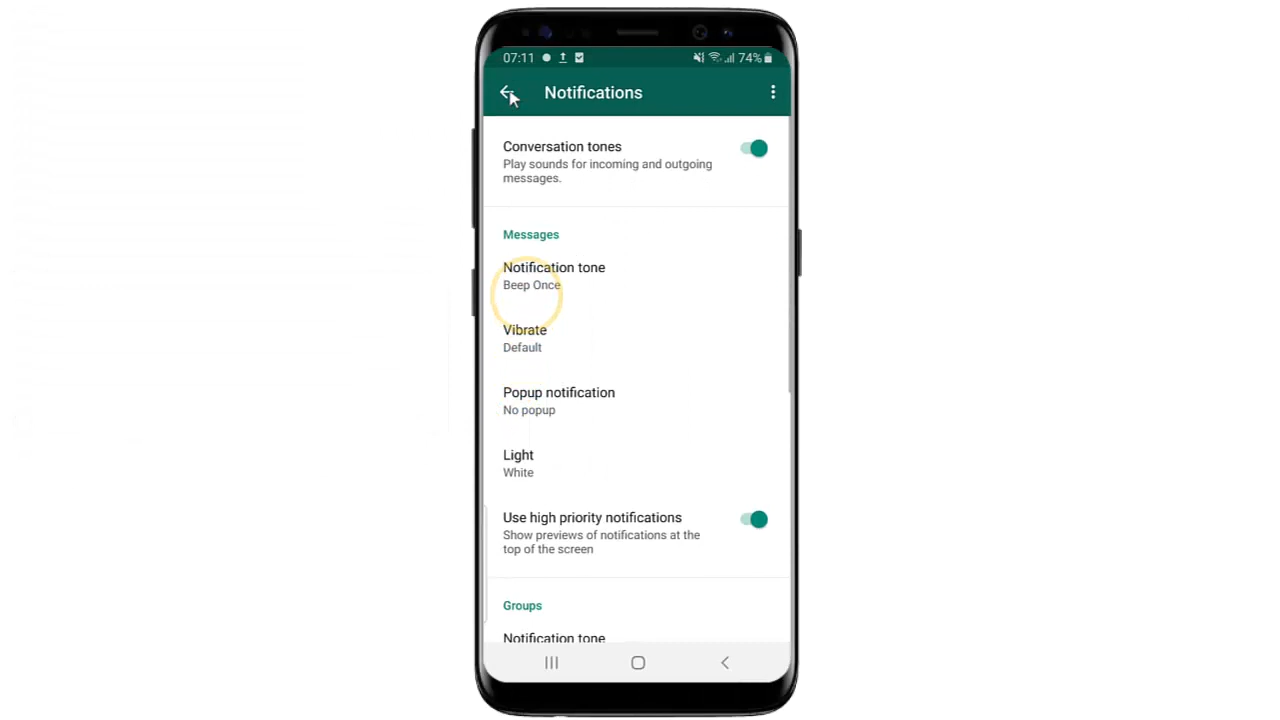 07:11 74%
Notifications
Conversation tones
Play sounds for incoming and outgoing
messages.
Messages
Notification tone
Beep Once
Vibrate
Default
Popup notification
No popup
Light
White
Use high priority notifications
Show previews of notifications at the
top of the screen
Groups
Notification tone